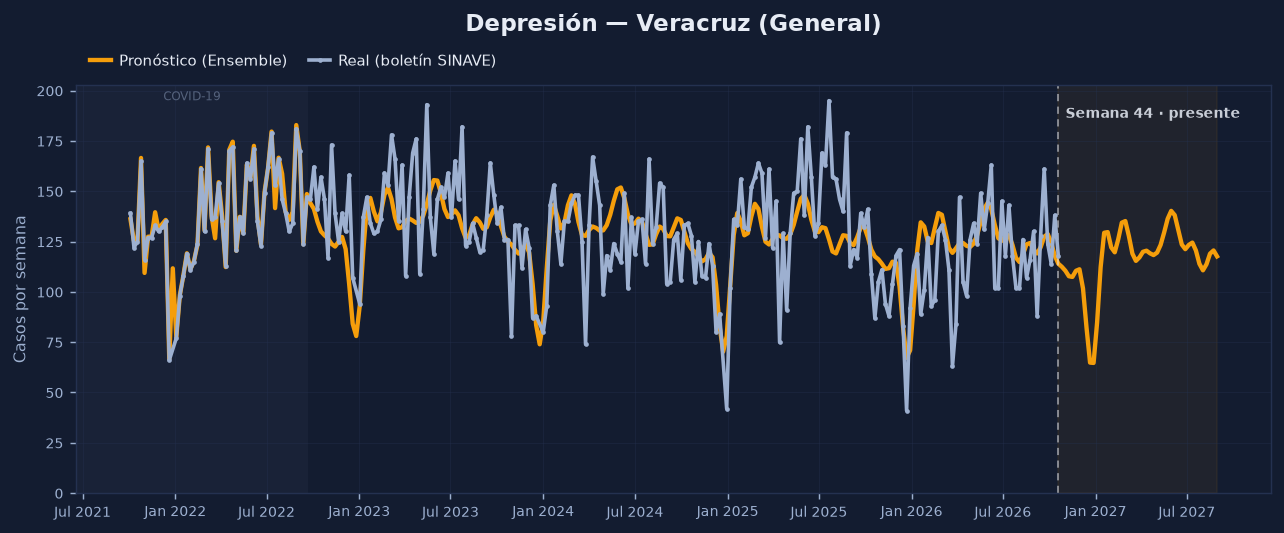 Depresión — Veracruz (General)
Pronóstico (Ensemble)
Real (boletín SINAVE)
COVID-19
Semana 44 · presente
Casos por semana
200
175
150
125
100
75
50
25
0
Jul 2021
Jan 2022
Jul 2022
Jan 2023
Jul 2023
Jan 2024
Jul 2024
Jan 2025
Jul 2025
Jan 2026
Jul 2026
Jan 2027
Jul 2027